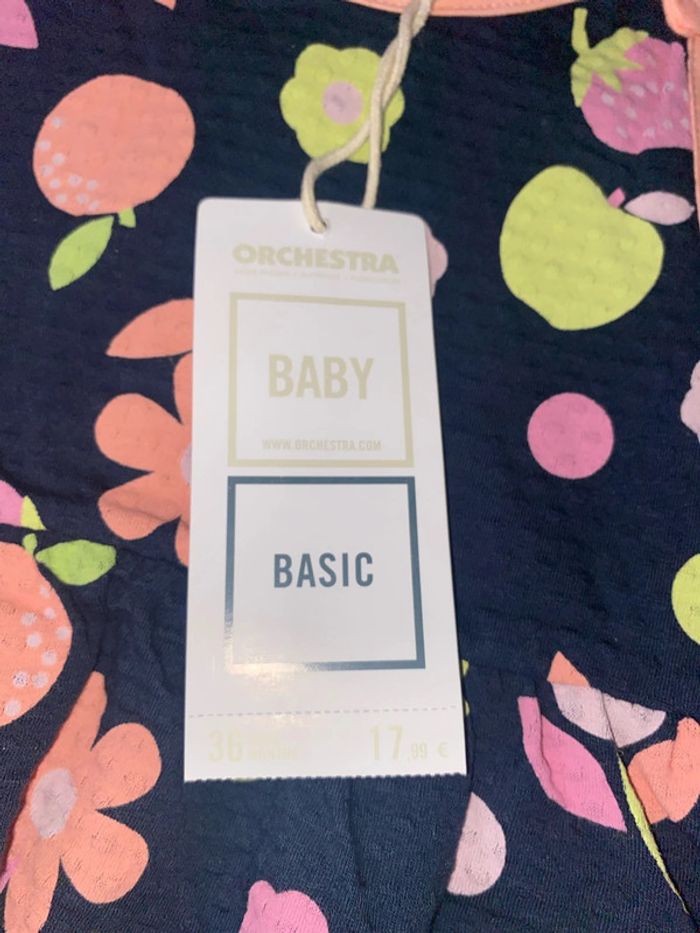 ORCHESTRA
BABY
WWW.ORCHESTRA.COM
BASIC
36 17,99 €